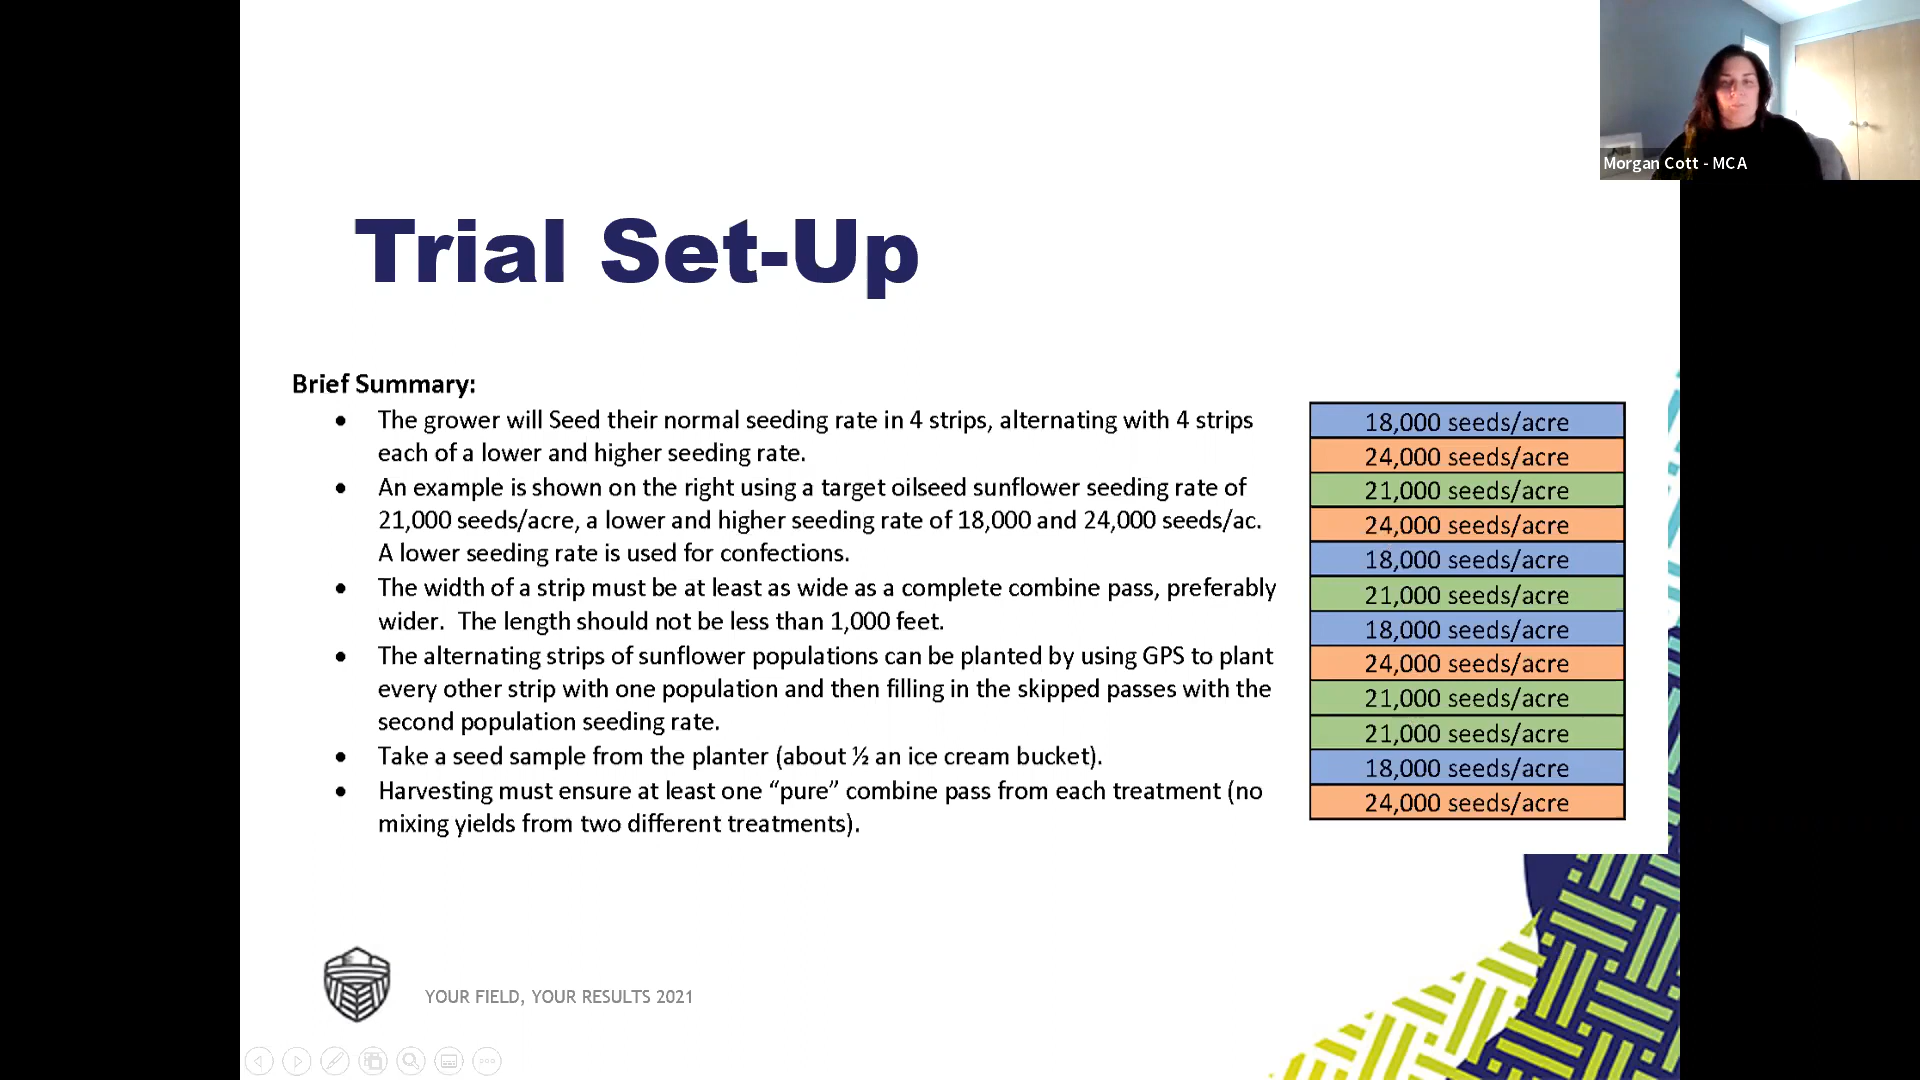 Morgan Cott - MCA
Trial Set-Up
Brief Summary:
• The grower will Seed their normal seeding rate in 4 strips, alternating with 4 strips
each of a lower and higher seeding rate.
• An example is shown on the right using a target oilseed sunflower seeding rate of
21,000 seeds/acre, a lower and higher seeding rate of 18,000 and 24,000 seeds/ac.
A lower seeding rate is used for confections.
• The width of a strip must be at least as wide as a complete combine pass, preferably
wider.  The length should not be less than 1,000 feet.
• The alternating strips of sunflower populations can be planted by using GPS to plant
every other strip with one population and then filling in the skipped passes with the
second population seeding rate.
• Take a seed sample from the planter (about ½ an ice cream bucket).
• Harvesting must ensure at least one “pure” combine pass from each treatment (no
mixing yields from two different treatments).
18,000 seeds/acre
24,000 seeds/acre
21,000 seeds/acre
24,000 seeds/acre
18,000 seeds/acre
21,000 seeds/acre
18,000 seeds/acre
24,000 seeds/acre
21,000 seeds/acre
21,000 seeds/acre
18,000 seeds/acre
24,000 seeds/acre
YOUR FIELD, YOUR RESULTS 2021